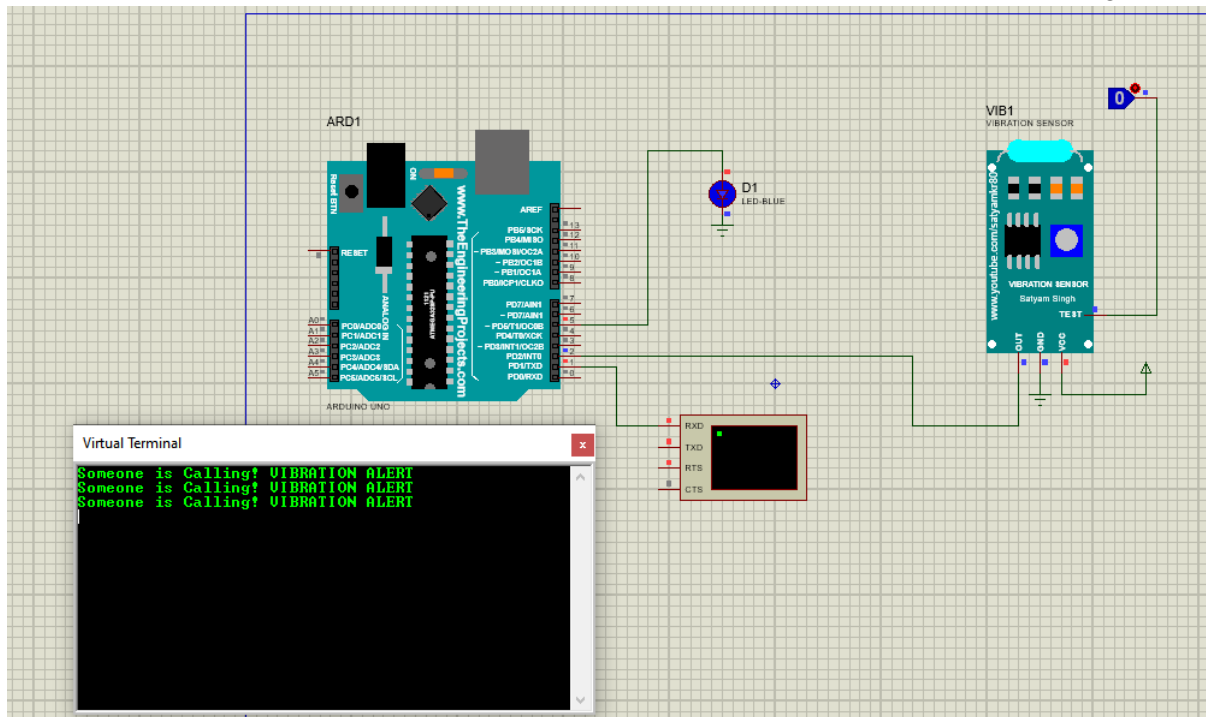 ARD1
Reset BTN
ON
www.TheEngineeringProjects.com
RESET
ANALOG IN
ATMEGA328P-PU
1121
AREF
PB5/SCK
13
PB4/MISO
12
~ PB3/MOSI/OC2A
11
~ PB2/OC1B
10
~ PB1/OC1A
9
PB0/ICP1/CLKO
8
PD7/AIN1
7
~ PD7/AIN1
6
~ PD5/T1/OC0B
5
PD4/T0/XCK
4
~ PD3/INT1/OC2B
3
PD2/INT0
2
PD1/TXD
1
PD0/RXD
0
A0
PC0/ADC0
A1
PC1/ADC1
A2
PC2/ADC2
A3
PC3/ADC3
A4
PC4/ADC4/SDA
A5
PC5/ADC5/SCL
ARDUINO UNO
D1
LED-BLUE
0
VIB1
VIBRATION SENSOR
www.youtube.com/satyamkr80
VIBRATION SENSOR
Satyam Singh
TEST
OUT
GND
VCC
RXD
TXD
RTS
CTS
Virtual Terminal
x
Someone is Calling! VIBRATION ALERT
Someone is Calling! VIBRATION ALERT
Someone is Calling! VIBRATION ALERT